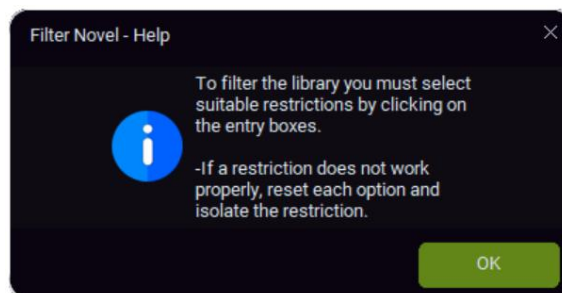 Filter Novel - Help
To filter the library you must select
suitable restrictions by clicking on
the entry boxes.
-If a restriction does not work
properly, reset each option and
isolate the restriction.
OK